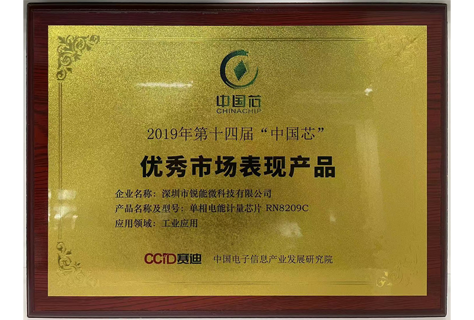 中国芯
CHINACHIP
2019年第十四届“中国芯”
优秀市场表现产品
企业名称：深圳市锐能微科技有限公司
产品名称及型号：单相电能计量芯片 RN8209C
应用领域：工业应用
CCID赛迪 中国电子信息产业发展研究院